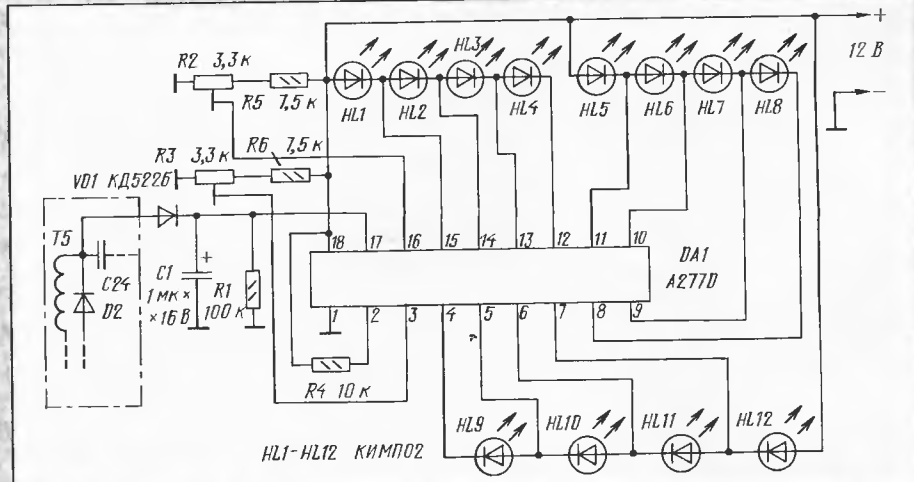 R2 3,3 к
R5 7,5 к
HL1
HL2
HL3
HL4
HL5
HL6
HL7
HL8
+
12 В
−
R3 3,3 к
R6 7,5 к
VD1 КД522Б
T5
C24
D2
C1
+
1 мк ×
× 16 В
R1
100 к
18 17 16 15 14 13 12 11 10
DA1
A277D
1 2 3 4 5 6 7 8 9
R4 10 к
HL9
HL10
HL11
HL12
HL1-HL12 КИМП02